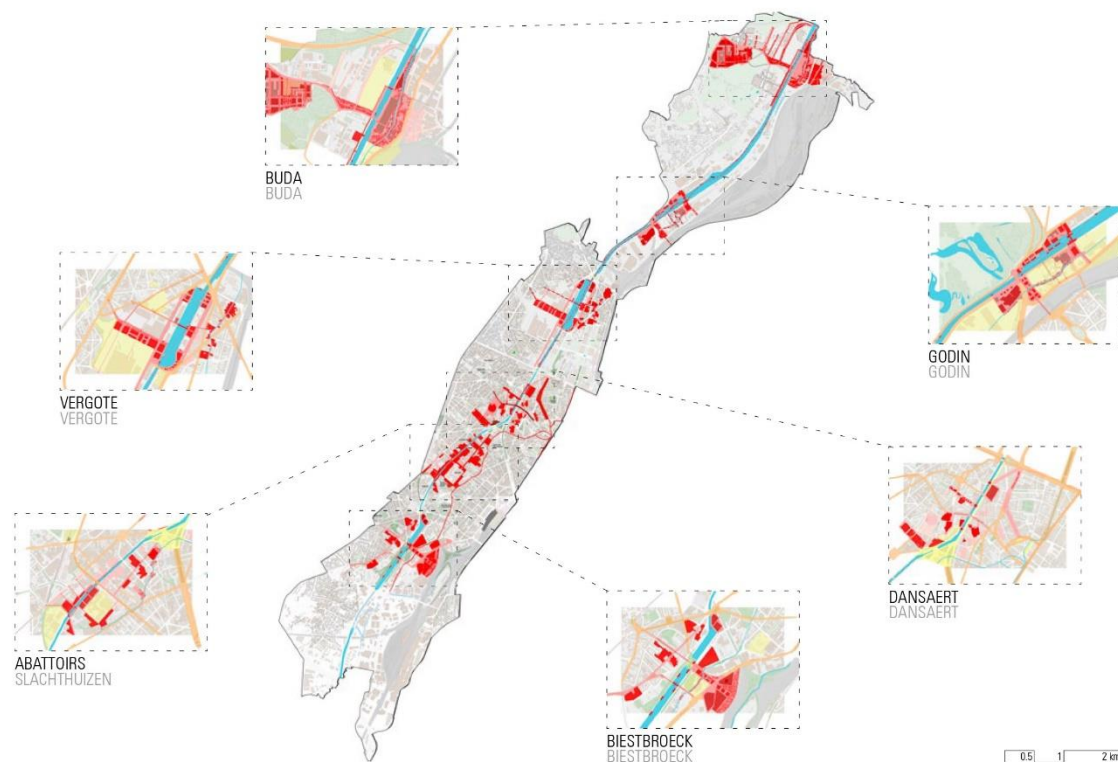 BUDA
BUDA
GODIN
GODIN
VERGOTE
VERGOTE
DANSAERT
DANSAERT
ABATTOIRS
SLACHTHUIZEN
BIESTBROECK
BIESTBROECK
0.5 1 2 km